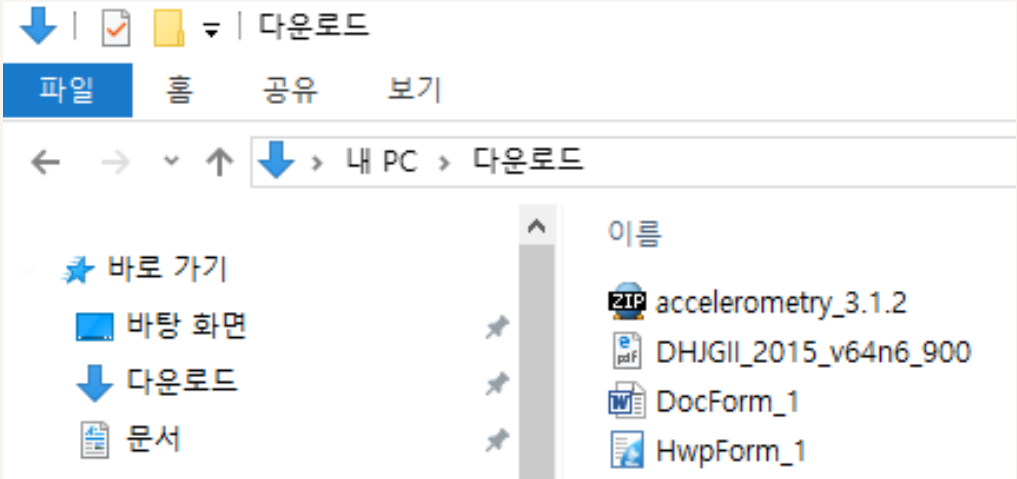 다운로드
파일 홈 공유 보기
내 PC 다운로드
이름
바로 가기
바탕 화면
다운로드
문서
ZIP accelerometry_3.1.2
pdf DHJGII_2015_v64n6_900
W DocForm_1
HwpForm_1